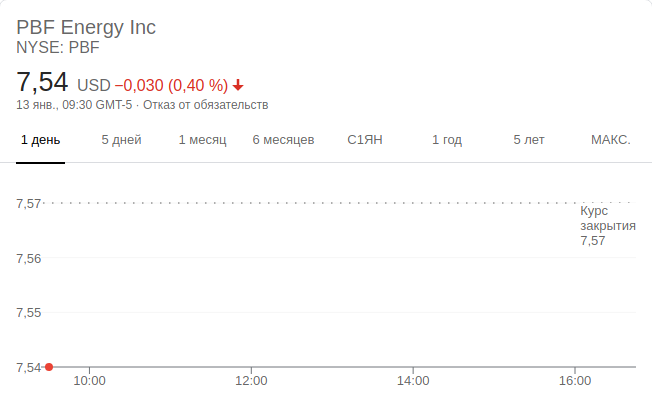 PBF Energy Inc
NYSE: PBF
7,54 USD −0,030 (0,40 %)
13 янв., 09:30 GMT-5 · Отказ от обязательств
1 день 5 дней 1 месяц 6 месяцев С1ЯН 1 год 5 лет МАКС.
7,57
Курс
закрытия
7,57
7,56
7,55
7,54
10:00 12:00 14:00 16:00